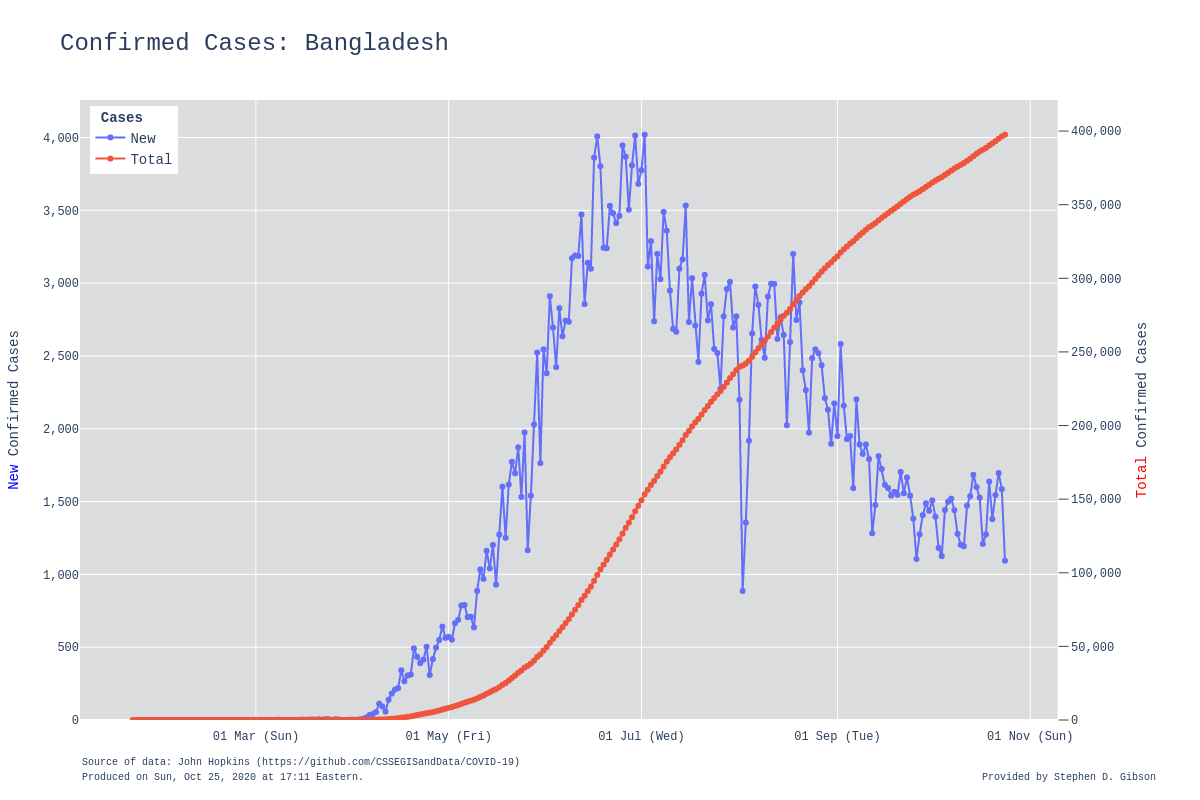 Confirmed Cases: Bangladesh
Cases
New
Total
4,000
3,500
3,000
2,500
2,000
1,500
1,000
500
0
New Confirmed Cases
400,000
350,000
300,000
250,000
200,000
150,000
100,000
50,000
0
Total Confirmed Cases
01 Mar (Sun)
01 May (Fri)
01 Jul (Wed)
01 Sep (Tue)
01 Nov (Sun)
Source of data: John Hopkins (https://github.com/CSSEGISandData/COVID-19)
Produced on Sun, Oct 25, 2020 at 17:11 Eastern.
Provided by Stephen D. Gibson